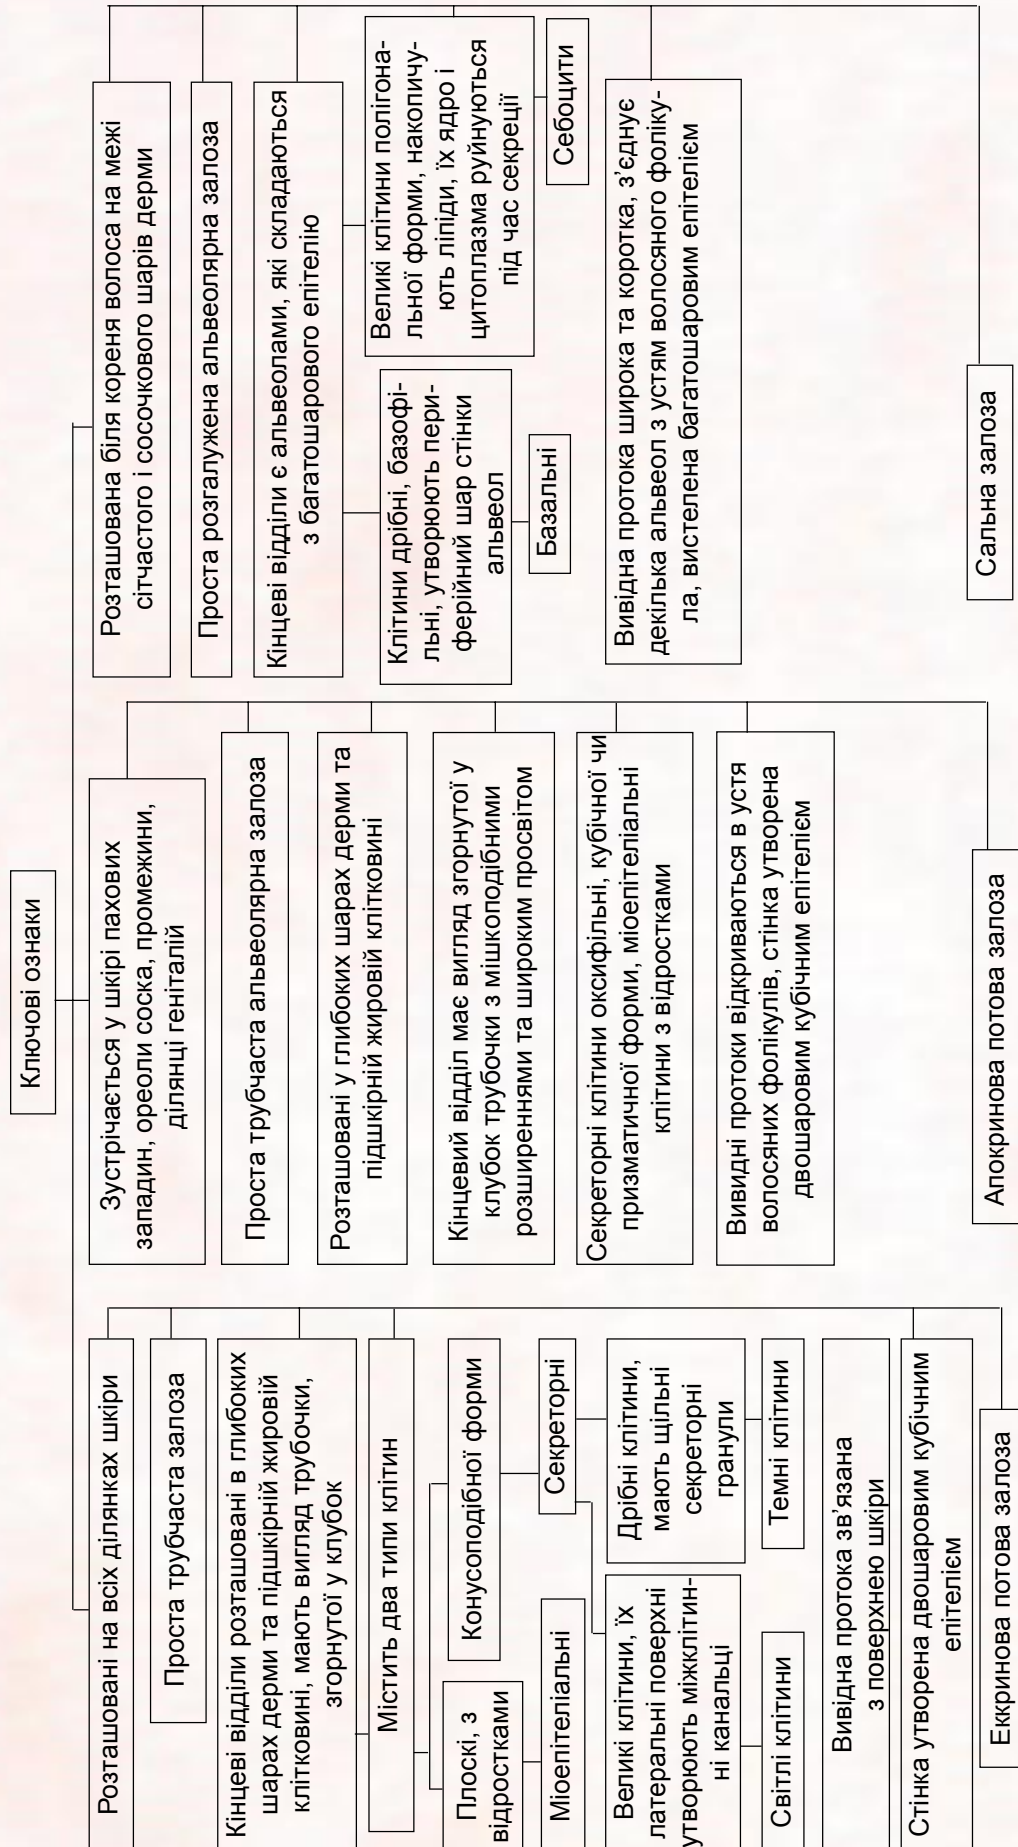 Ключові ознаки
Розташовані на всіх ділянках шкіри
Проста трубчаста залоза
Кінцеві відділи розташовані в глибоких
шарах дерми та підшкірній жировій
клітковині, мають вигляд трубочки,
згорнутої у клубок
Містить два типи клітин
Плоскі, з
відростками
Конусоподібної форми
Міоепітеліальні
Секреторні
Великі клітини, їх
латеральні поверхні
утворюють міжклітин-
ні канальці
Дрібні клітини,
мають щільні
секреторні
гранули
Світлі клітини
Темні клітини
Вивідна протока зв’язана
з поверхнею шкіри
Стінка утворена двошаровим кубічним
епітелієм
Еккринова потова залоза
Зустрічається у шкірі пахових
западин, ореоли соска, промежини,
ділянці геніталій
Проста трубчаста альвеолярна залоза
Розташовані у глибоких шарах дерми та
підшкірній жировій клітковині
Кінцевий відділ має вигляд згорнутої у
клубок трубочки з мішкоподібними
розширеннями та широким просвітом
Секреторні клітини оксифільні, кубічної чи
призматичної форми, міоепітеліальні
клітини з відростками
Вивидні протоки відкриваються в устя
волосяних фолікулів, стінка утворена
двошаровим кубічним епітелієм
Апокринова потова залоза
Розташована біля кореня волоса на межі
сітчастого і сосочкового шарів дерми
Проста розгалужена альвеолярна залоза
Кінцеві відділи є альвеолами, які складаються
з багатошарового епітелію
Клітини дрібні, базофі-
льні, утворюють пери-
ферійний шар стінки
альвеол
Базальні
Великі клітини полігона-
льної форми, накопичу-
ють ліпіди, їх ядро і
цитоплазма руйнуються
під час секреції
Себоцити
Вивідна протока широка та коротка, з’єднує
декілька альвеол з устям волосяного фоліку-
ла, вистелена багатошаровим епітелієм
Сальна залоза